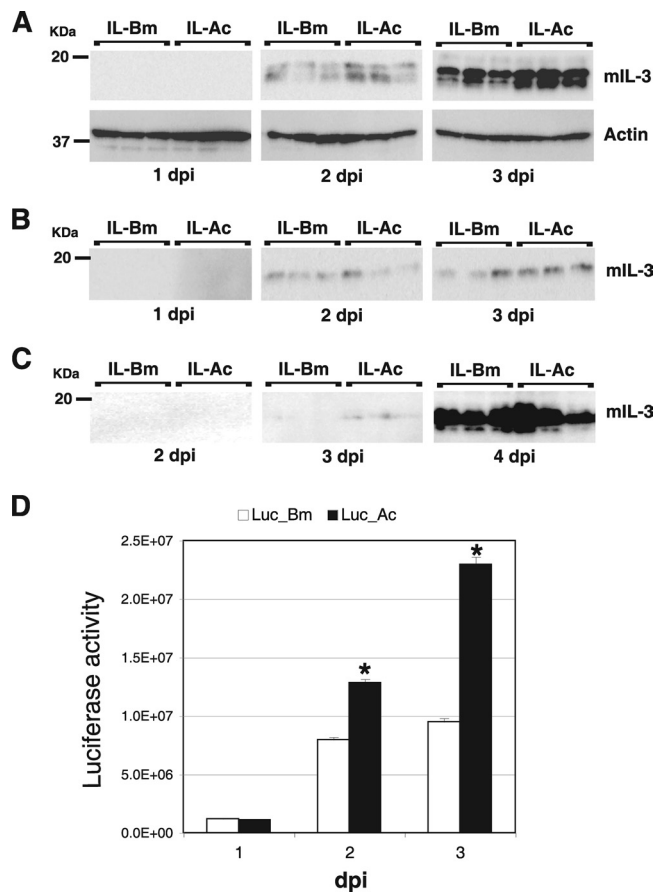 A
KDa
IL-Bm IL-Ac IL-Bm IL-Ac IL-Bm IL-Ac
20
mIL-3
37
Actin
1 dpi 2 dpi 3 dpi
B
KDa
IL-Bm IL-Ac IL-Bm IL-Ac IL-Bm IL-Ac
20
mIL-3
1 dpi 2 dpi 3 dpi
C
KDa
IL-Bm IL-Ac IL-Bm IL-Ac IL-Bm IL-Ac
20
mIL-3
2 dpi 3 dpi 4 dpi
D
Luc_Bm Luc_Ac
2.5E+07
2.0E+07
1.5E+07
1.0E+07
5.0E+06
0.0E+00
Luciferase activity
* *
1 2 3
dpi